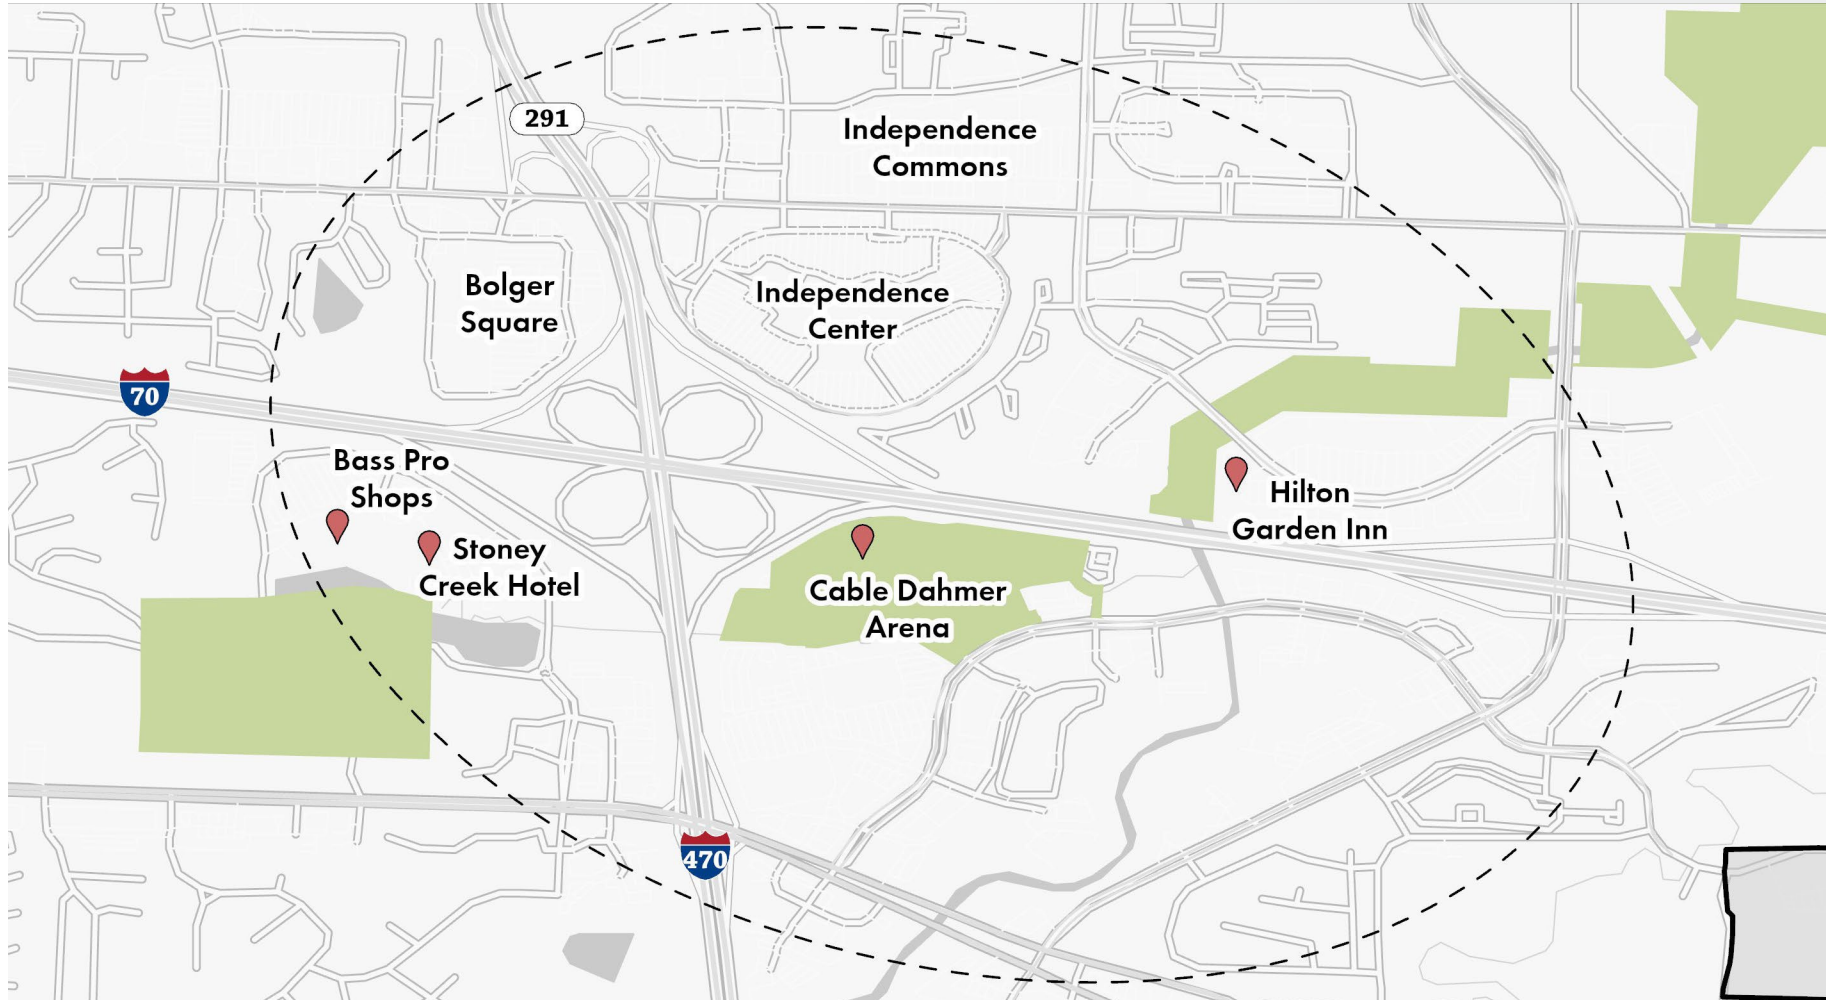 291
Independence
Commons
Bolger
Square
Independence
Center
70
Bass Pro
Shops
Hilton
Garden Inn
Stoney
Creek Hotel
Cable Dahmer
Arena
470